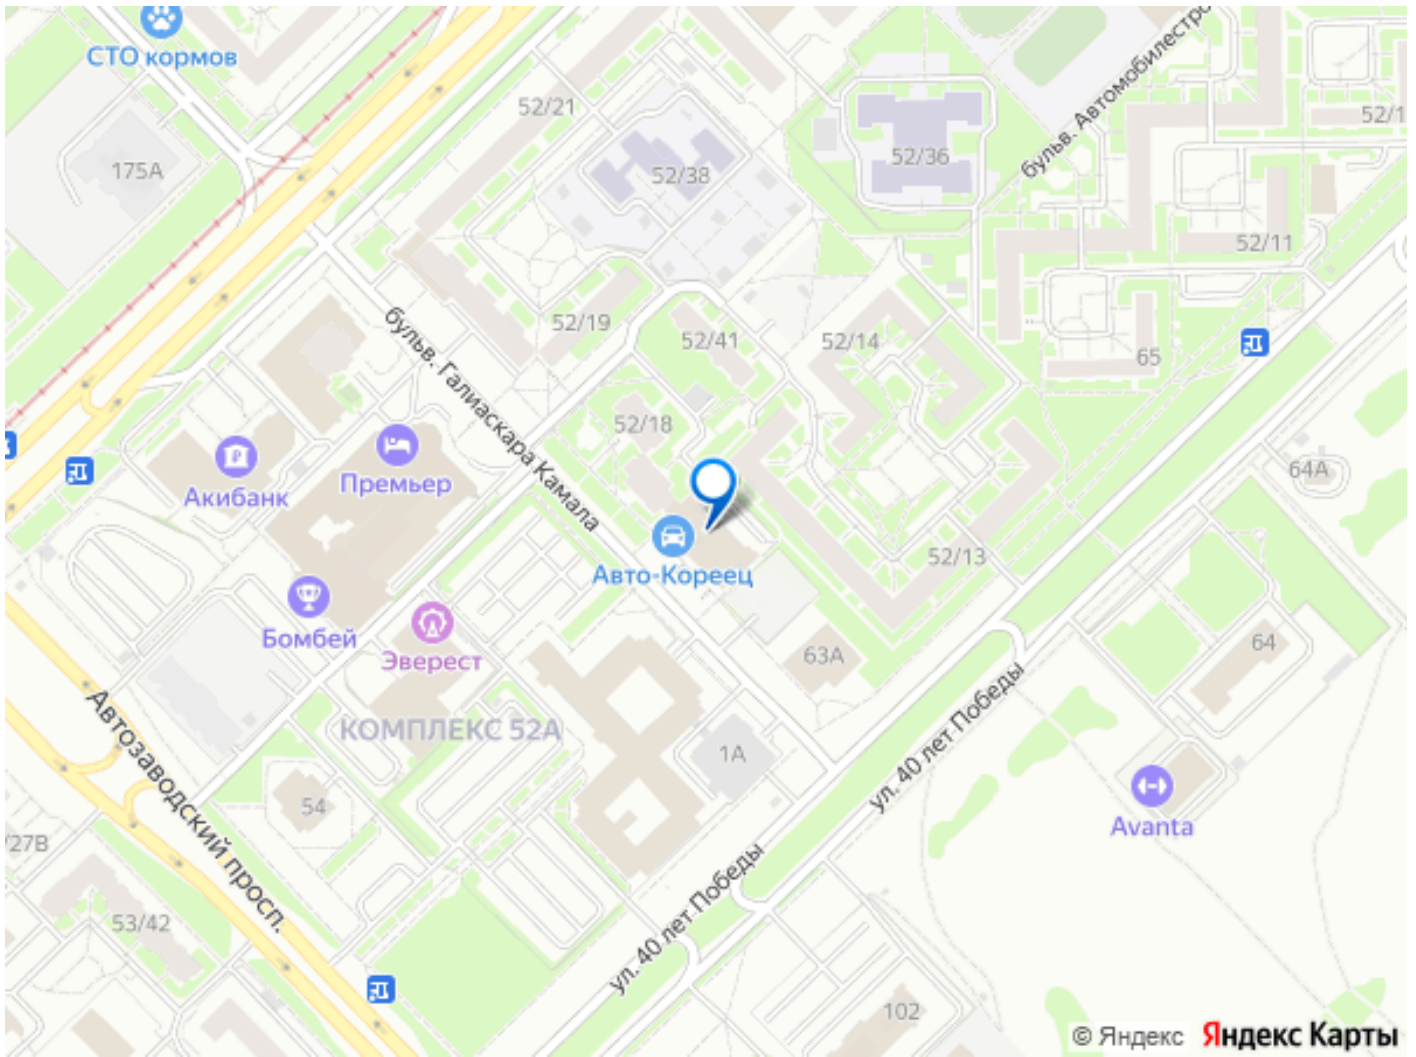 СТО кормов
52/21
175А
52/38
52/36
бульв. Автомобилестро
52/1
52/11
52/19
52/41
52/14
65
бульв. Галиаскара Камала
52/18
64А
Акибанк
Премьер
Авто-Кореец
52/13
Бомбей
Эверест
63А
64
КОМПЛЕКС 52А
1А
ул. 40 лет Победы
Автозаводский просп.
54
Avanta
/27В
ул. 40 лет Победы
53/42
102
© Яндекс Яндекс Карты